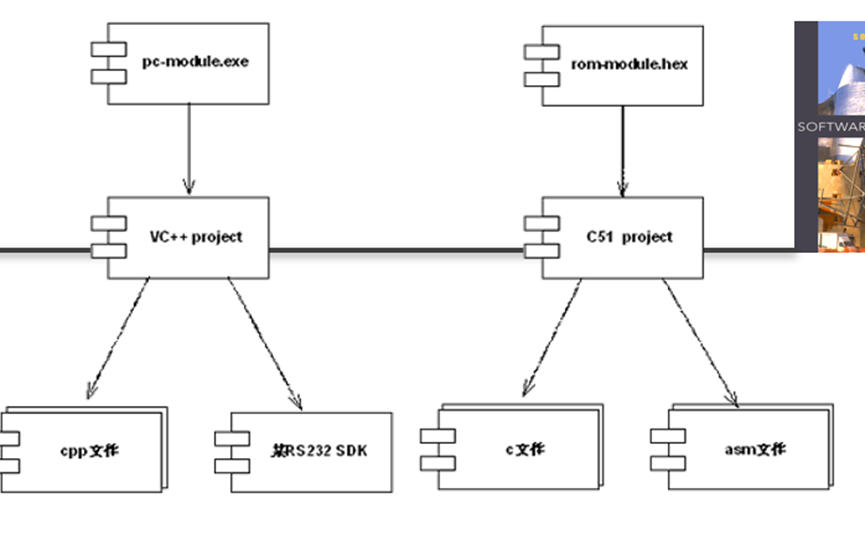 pc-module.exe
rom-module.hex
VC++ project
C51 project
cpp文件
某RS232 SDK
c文件
asm文件